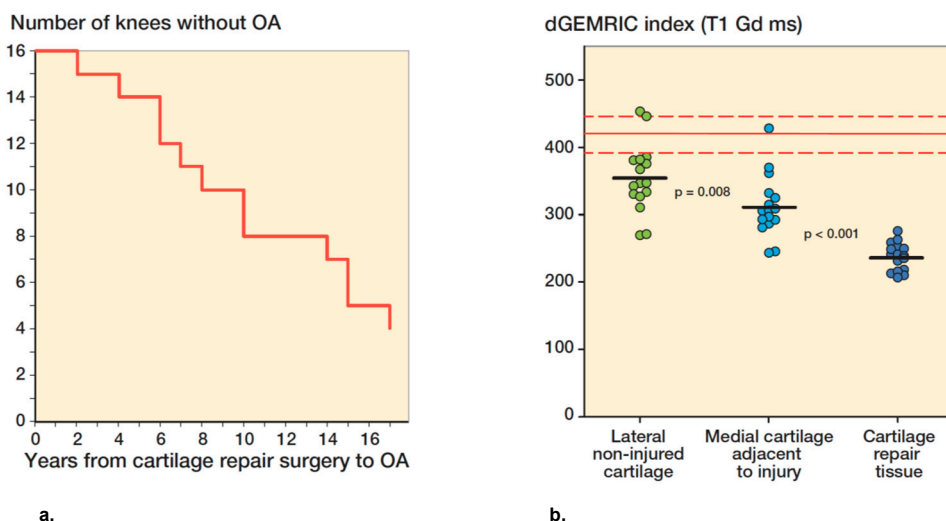 Number of knees without OA
16
14
12
10
8
6
4
2
0
0 2 4 6 8 10 12 14 16
Years from cartilage repair surgery to OA
a.
dGEMRIC index (T1 Gd ms)
500
400
300
200
100
0
p = 0.008
p < 0.001
Lateral
non-injured
cartilage
Medial cartilage
adjacent
to injury
Cartilage
repair
tissue
b.